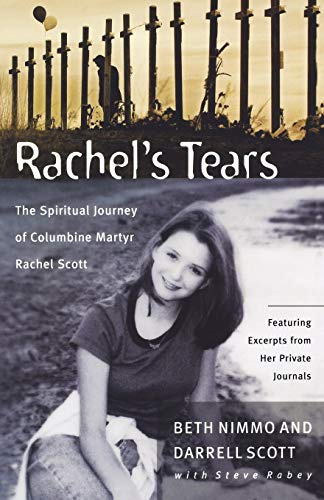 Rachel's Tears
The Spiritual Journey
of Columbine Martyr
Rachel Scott
Featuring
Excerpts from
Her Private
Journals
BETH NIMMO AND
DARRELL SCOTT
with Steve Rabey